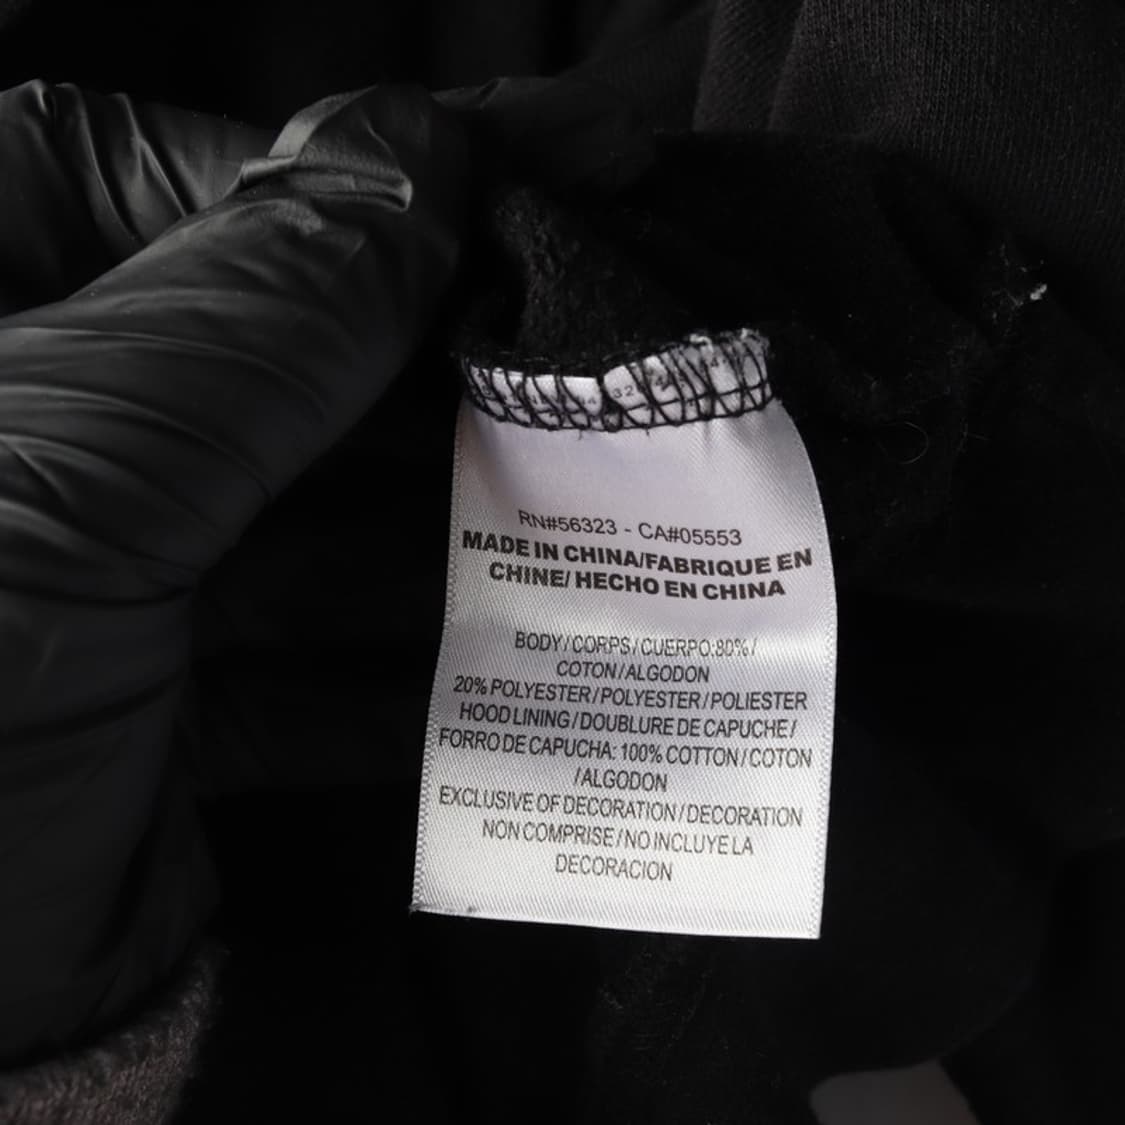 32
RN#56323 - CA#05553
MADE IN CHINA/FABRIQUE EN
CHINE/ HECHO EN CHINA
BODY/CORPS/CUERPO:80%/
COTON/ALGODON
20% POLYESTER/POLYESTER/POLIESTER
HOOD LINING/DOUBLURE DE CAPUCHE/
FORRO DE CAPUCHA: 100% COTTON/COTON
/ALGODON
EXCLUSIVE OF DECORATION/DECORATION
NON COMPRISE/NO INCLUYE LA
DECORACION